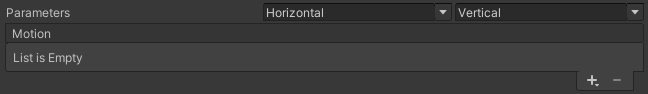 Parameters Horizontal Vertical
Motion
List is Empty